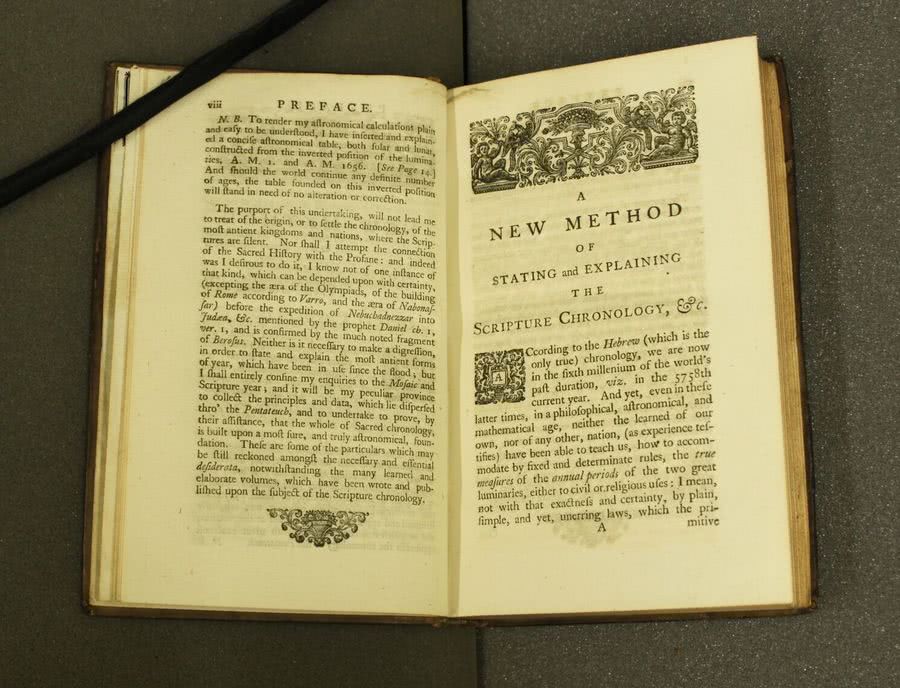 viii PREFACE.
N. B. To render my aſtronomical calculations plain
and eaſy to be underſtood, I have inſerted and explain-
ed a conciſe aſtronomical table, both ſolar and lunar,
conſtructed from the inverted poſition of the lumina-
ries, A. M. 1. and A. M. 1656. [See Page 14.]
And ſhould the world continue any definite number
of ages, the table founded on this inverted poſition
will ſtand in need of no alteration or correction.
The purport of this undertaking, will not lead me
to treat of the origin, or to ſettle the chronology, of the
moſt antient kingdoms and nations, where the Scrip-
tures are ſilent. Nor ſhall I attempt the connection
of the Sacred Hiſtory with the Profane: and indeed
was I deſirous to do it, I know not of one inſtance of
that kind, which can be depended upon with certainty,
(excepting the æra of the Olympiads, of the building
of Rome according to Varro, and the æra of Nabonaſ-
ſar) before the expedition of Nebuchadnezzar into
Judæa, &c. mentioned by the prophet Daniel ch. 1,
ver. 1, and is confirmed by the much noted fragment
of Beroſus. Neither is it neceſſary to make a digreſſion,
in order to ſtate and explain the moſt antient forms
of year, which have been in uſe ſince the flood; but
I ſhall entirely confine my enquiries to the Moſaic and
Scripture year; and it will be my peculiar province
to collect the principles and data, which lie diſperſed
thro' the Pentateuch, and to undertake to prove, by
their aſſiſtance, that the whole of Sacred chronology,
is built upon a moſt ſure, and truly aſtronomical, foun-
dation. Theſe are ſome of the particulars which may
be ſtill reckoned amongſt the neceſſary and eſſential
deſiderata, notwithſtanding the many learned and
elaborate volumes, which have been wrote and pub-
liſhed upon the ſubject of the Scripture chronology.
A
NEW METHOD
OF
STATING and EXPLAINING
THE
SCRIPTURE CHRONOLOGY, &c.
ACcording to the Hebrew (which is the
only true) chronology, we are now
in the ſixth millenium of the world's
paſt duration, viz. in the 5758th
current year. And yet, even in theſe
latter times, in a philoſophical, aſtronomical, and
mathematical age, neither the learned of our
own, nor of any other, nation, (as experience teſ-
tifies) have been able to teach us, how to accom-
modate by fixed and determinate rules, the true
meaſures of the annual periods of the two great
luminaries, either to civil or religious uſes: I mean,
not with that exactneſs and certainty, by plain,
ſimple, and yet, unerring laws, which the pri-
A mitive